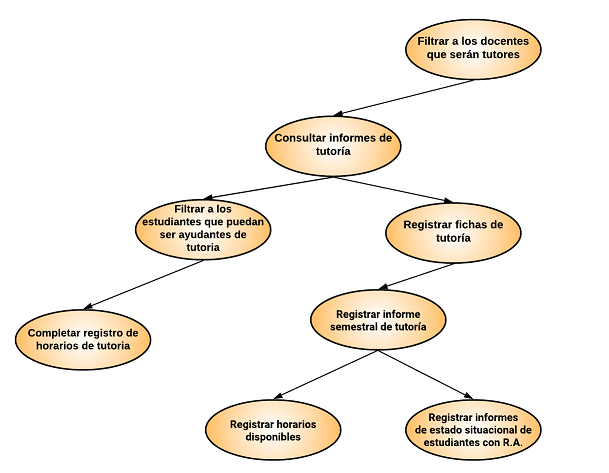 Filtrar a los docentes
que serán tutores
Consultar informes de
tutoría
Filtrar a los
estudiantes que puedan
ser ayudantes de
tutoria
Registrar fichas de
tutoría
Completar registro de
horarios de tutoria
Registrar informe
semestral de tutoría
Registrar horarios
disponibles
Registrar informes
de estado situacional de
estudiantes con R.A.